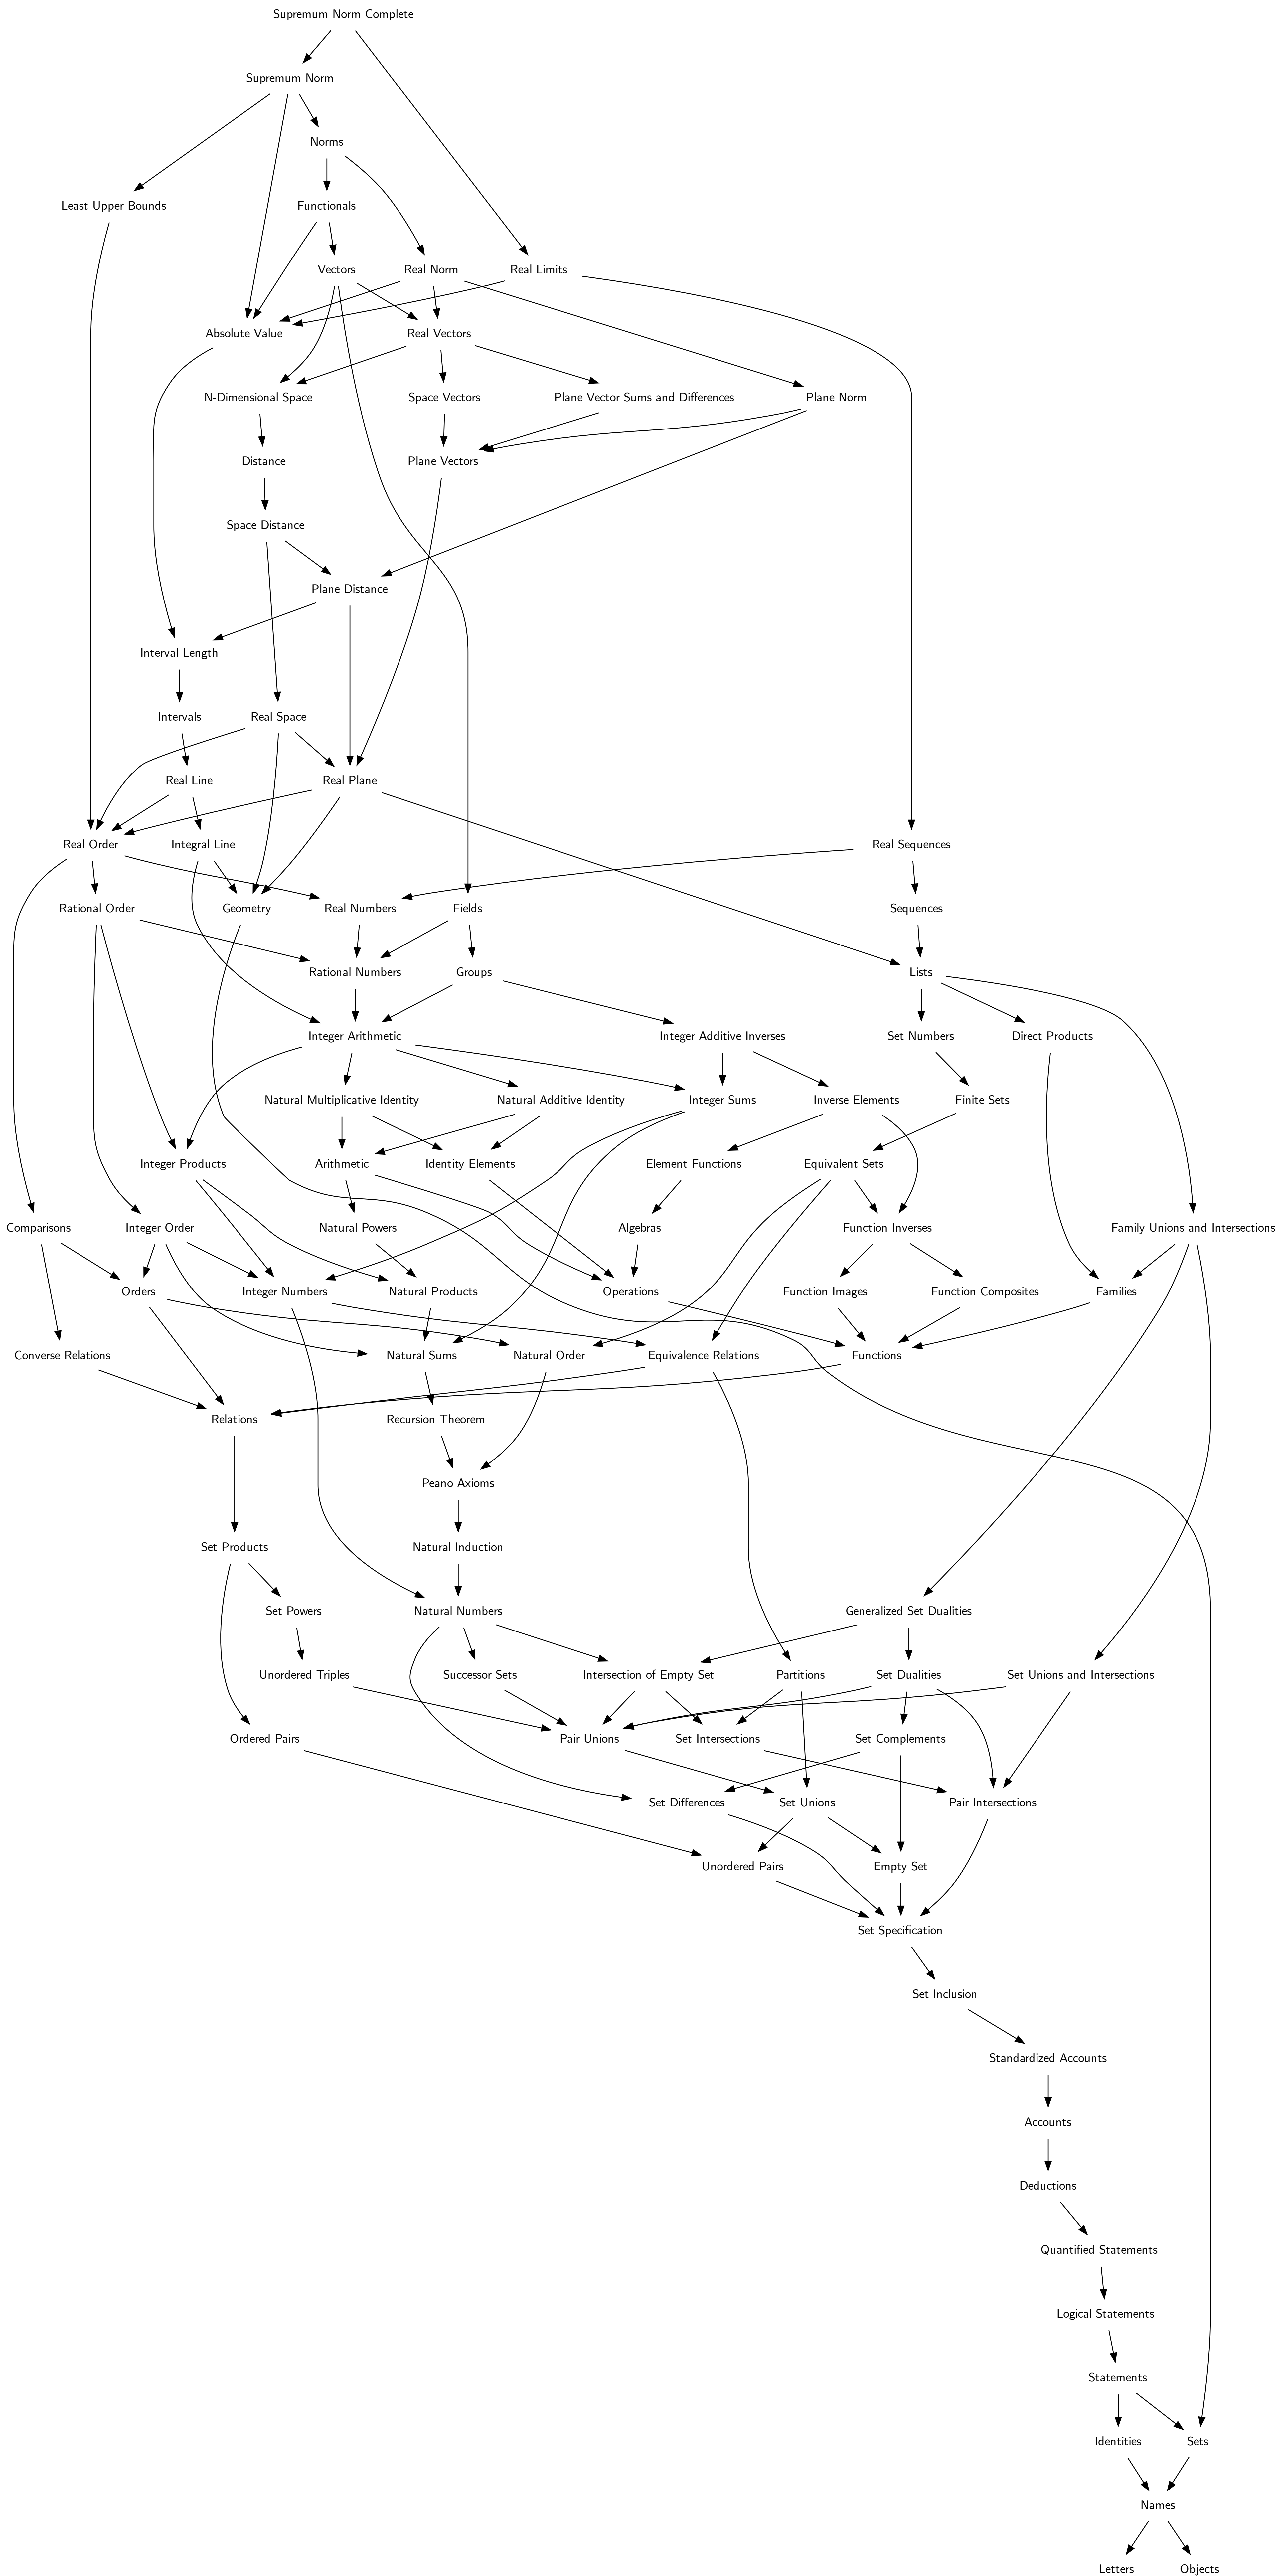 Supremum Norm Complete
Supremum Norm
Norms
Least Upper Bounds
Functionals
Vectors
Real Norm
Real Limits
Absolute Value
Real Vectors
N-Dimensional Space
Space Vectors
Plane Vector Sums and Differences
Plane Norm
Distance
Plane Vectors
Space Distance
Plane Distance
Interval Length
Intervals
Real Space
Real Line
Real Plane
Real Order
Integral Line
Real Sequences
Rational Order
Geometry
Real Numbers
Fields
Sequences
Rational Numbers
Groups
Lists
Integer Arithmetic
Integer Additive Inverses
Set Numbers
Direct Products
Natural Multiplicative Identity
Natural Additive Identity
Integer Sums
Inverse Elements
Finite Sets
Integer Products
Arithmetic
Identity Elements
Element Functions
Equivalent Sets
Comparisons
Integer Order
Natural Powers
Algebras
Function Inverses
Family Unions and Intersections
Orders
Integer Numbers
Natural Products
Operations
Function Images
Function Composites
Families
Converse Relations
Natural Sums
Natural Order
Equivalence Relations
Functions
Relations
Recursion Theorem
Peano Axioms
Set Products
Natural Induction
Set Powers
Natural Numbers
Generalized Set Dualities
Unordered Triples
Successor Sets
Intersection of Empty Set
Partitions
Set Dualities
Set Unions and Intersections
Ordered Pairs
Pair Unions
Set Intersections
Set Complements
Set Differences
Set Unions
Pair Intersections
Unordered Pairs
Empty Set
Set Specification
Set Inclusion
Standardized Accounts
Accounts
Deductions
Quantified Statements
Logical Statements
Statements
Identities
Sets
Names
Letters
Objects